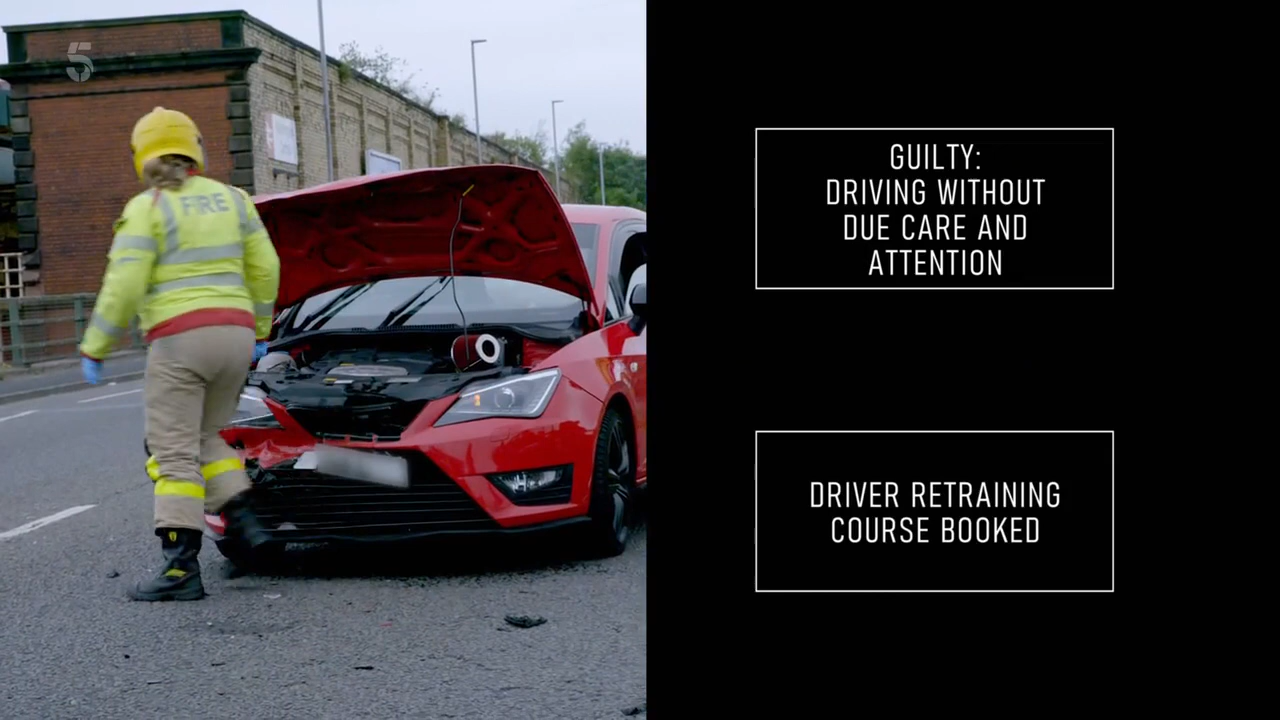 5
FIRE
GUILTY:
DRIVING WITHOUT
DUE CARE AND
ATTENTION
DRIVER RETRAINING
COURSE BOOKED